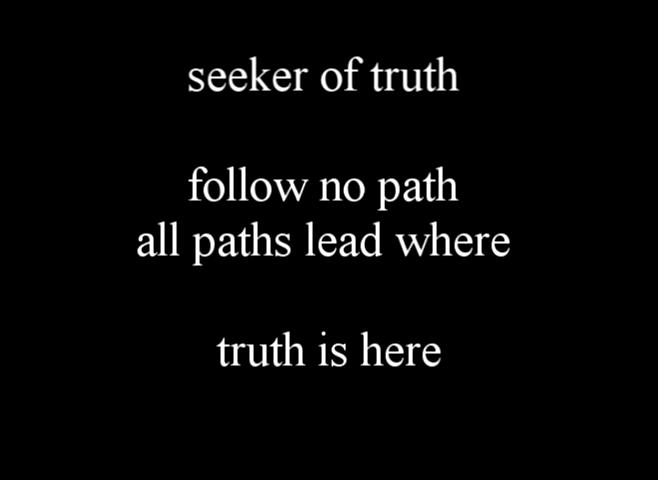 seeker of truth
follow no path
all paths lead where
truth is here